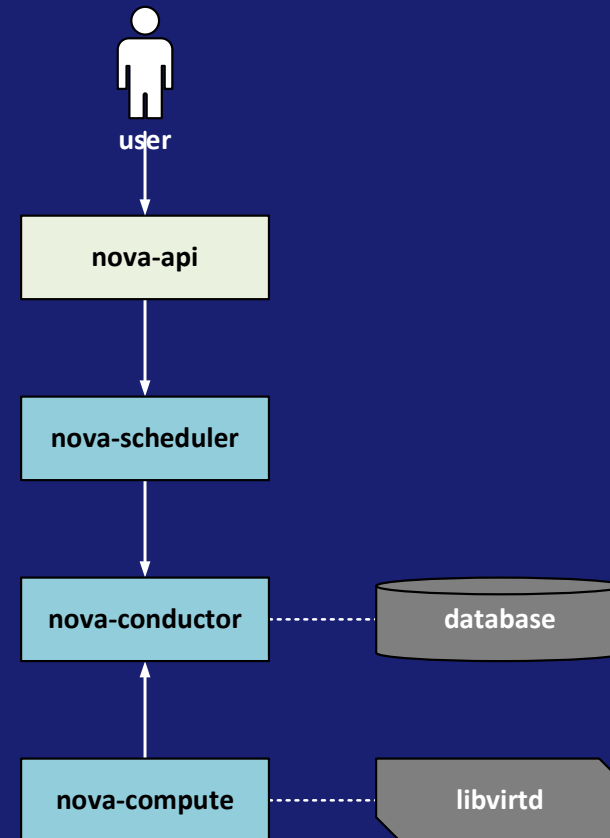 user
nova-api
nova-scheduler
nova-conductor
database
nova-compute
libvirtd